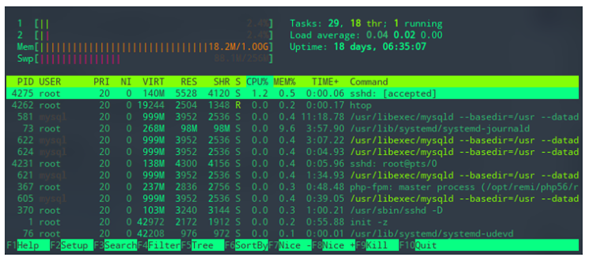 1 [|| 2.4%] Tasks: 29, 18 thr; 1 running
2 [| 2.4%] Load average: 0.04 0.02 0.00
Mem[||||||||||||||||||||||||||||||||18.2M/1.00G] Uptime: 18 days, 06:35:07
Swp[||||||||||||||||
PID USER PRI NI VIRT RES SHR S CPU% MEM% TIME+ Command
4275 root 20 0 140M 5528 4120 S 1.2 0.5 0:00.06 sshd: [accepted]
4262 root 20 0 19244 2504 1348 R 0.0 0.2 0:00.17 htop
581 mysql 20 0 999M 3952 2536 S 0.0 0.4 11:18.78 /usr/libexec/mysqld --basedir=/usr --datad
73 root 20 0 268M 98M 98M S 0.0 9.6 3:57.90 /usr/lib/systemd/systemd-journald
622 mysql 20 0 999M 3952 2536 S 0.0 0.4 3:07.22 /usr/libexec/mysqld --basedir=/usr --datad
624 mysql 20 0 999M 3952 2536 S 0.0 0.4 0:04.93 /usr/libexec/mysqld --basedir=/usr --datad
4231 root 20 0 138M 4300 4156 S 0.0 0.4 0:05.96 sshd: root@pts/0
621 mysql 20 0 999M 3952 2536 S 0.0 0.4 1:34.93 /usr/libexec/mysqld --basedir=/usr --datad
367 root 20 0 237M 2836 2756 S 0.0 0.3 0:48.48 php-fpm: master process (/opt/remi/php56/r
605 mysql 20 0 999M 3952 2536 S 0.0 0.4 0:39.05 /usr/libexec/mysqld --basedir=/usr --datad
370 root 20 0 103M 3240 3144 S 0.0 0.3 1:00.21 /usr/sbin/sshd -D
1 root 20 0 42972 2172 1912 S 0.0 0.2 0:55.88 init -z
76 root 20 0 42208 976 972 S 0.0 0.1 0:00.01 /usr/lib/systemd/systemd-udevd
F1Help F2Setup F3SearchF4FilterF5Tree F6SortByF7Nice -F8Nice +F9Kill F10Quit